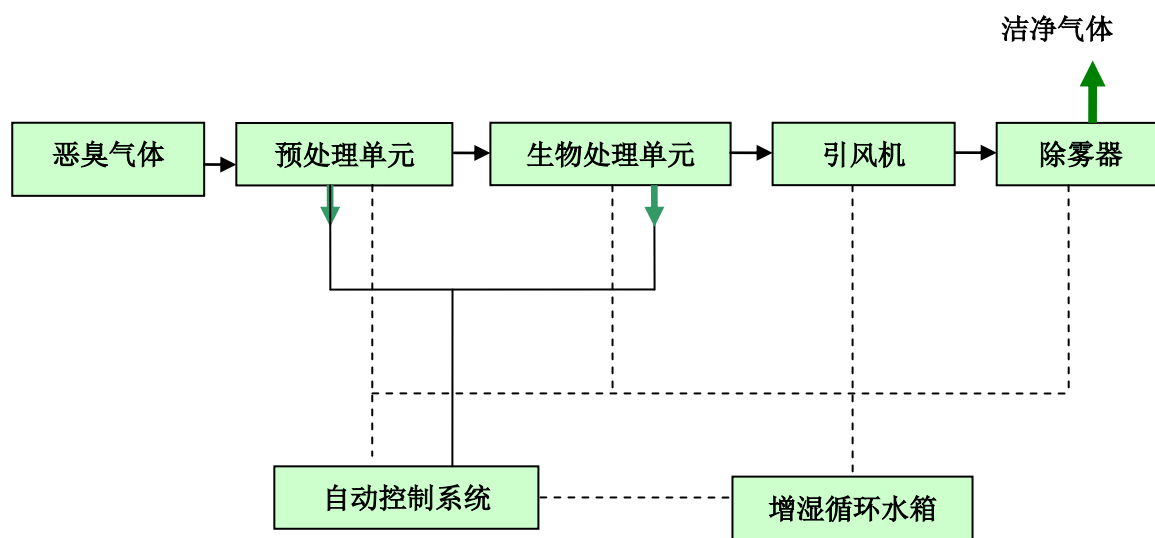 洁净气体
恶臭气体
预处理单元
生物处理单元
引风机
除雾器
自动控制系统
增湿循环水箱